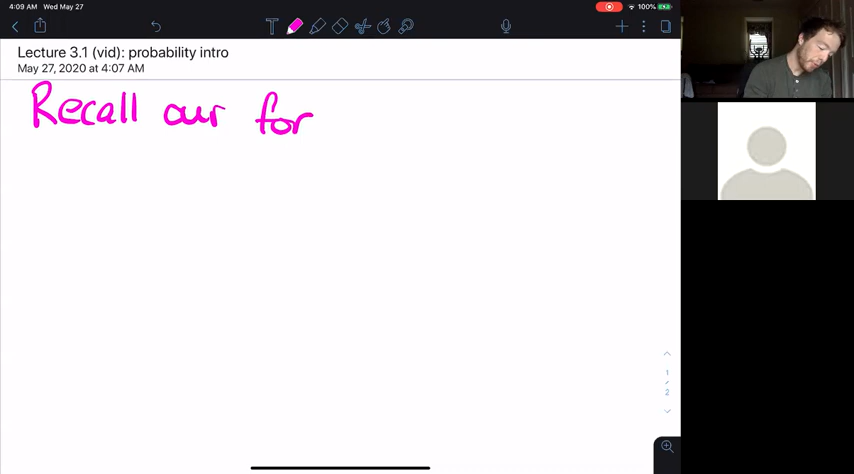 4:09 AM Wed May 27
100%
T
Lecture 3.1 (vid): probability intro
May 27, 2020 at 4:07 AM
Recall our for
1
2